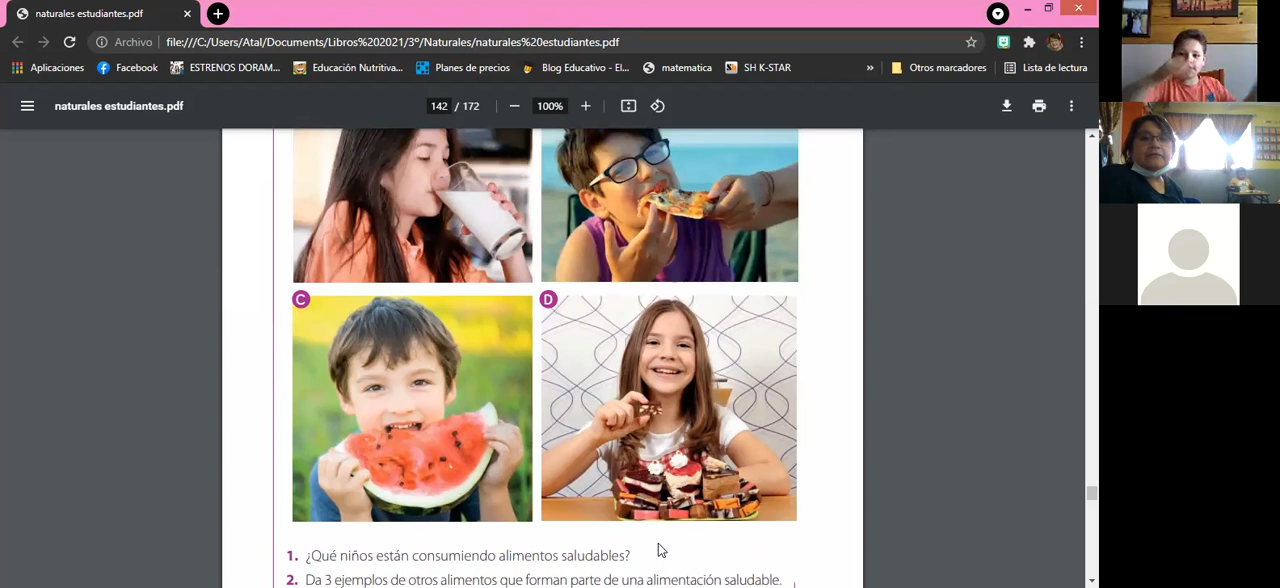 naturales estudiantes.pdf
Archivo | file:///C:/Users/Atal/Documents/Libros%202021/3º/Naturales/naturales%20estudiantes.pdf
Aplicaciones Facebook ESTRENOS DORAM... Educación Nutritiva... Planes de precios Blog Educativo - El... matematica SH K-STAR » Otros marcadores Lista de lectura
naturales estudiantes.pdf 142 / 172 — 100% +
C D
1. ¿Qué niños están consumiendo alimentos saludables?
2. Da 3 ejemplos de otros alimentos que forman parte de una alimentación saludable.